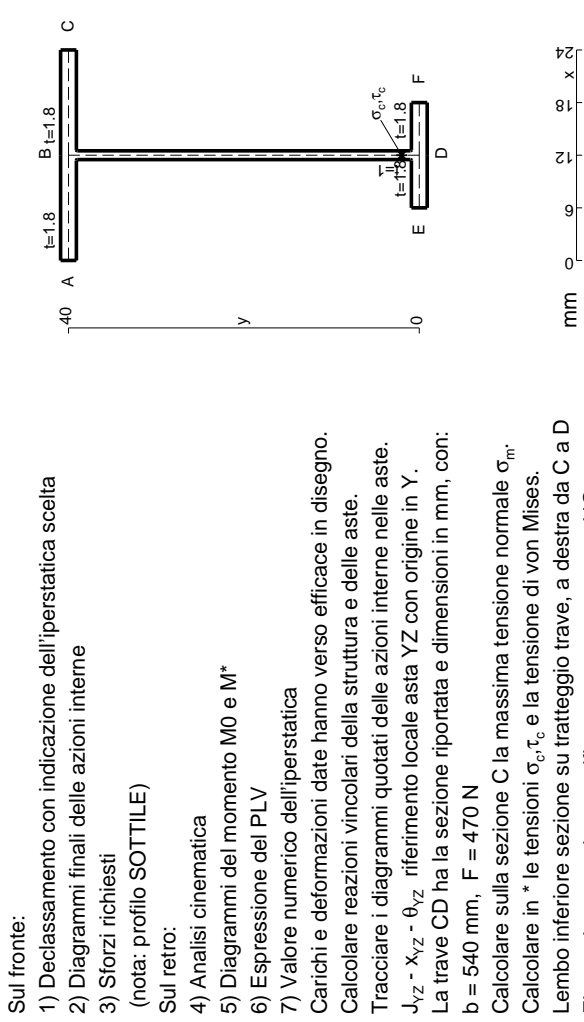 Sul fronte:
1) Declassamento con indicazione dell'iperstatica scelta
2) Diagrammi finali delle azioni interne
3) Sforzi richiesti
(nota: profilo SOTTILE)
Sul retro:
4) Analisi cinematica
5) Diagrammi del momento M0 e M*
6) Espressione del PLV
7) Valore numerico dell'iperstatica
Carichi e deformazioni date hanno verso efficace in disegno.
Calcolare reazioni vincolari della struttura e delle aste.
Tracciare i diagrammi quotati delle azioni interne nelle aste.
J_YZ - x_YZ - θ_YZ riferimento locale asta YZ con origine in Y.
La trave CD ha la sezione riportata e dimensioni in mm, con:
b = 540 mm, F = 470 N
Calcolare sulla sezione C la massima tensione normale σ_m.
Calcolare in * le tensioni σ_c,τ_c e la tensione di von Mises.
Lembo inferiore sezione su tratteggio trave, a destra da C a D
A
B
C
t=1.8
t=1.8
40
y
0
σ_c,τ_c
t=1.8
t=1.8
E
D
F
mm
0
6
12
18
x
24